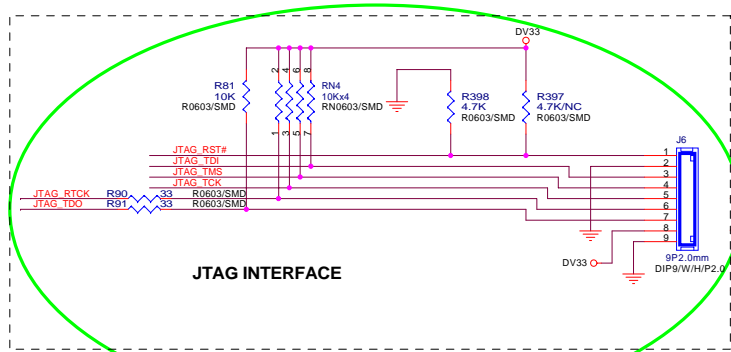 DV33
2
4
6
8
R81
10K
R0603/SMD
RN4
10Kx4
RN0603/SMD
R398
4.7K
R0603/SMD
R397
4.7K/NC
R0603/SMD
1
3
5
7
J6
JTAG_RST#
JTAG_TDI
JTAG_TMS
JTAG_TCK
JTAG_RTCK R90 33 R0603/SMD
JTAG_TDO R91 33 R0603/SMD
1
2
3
4
5
6
7
8
9
DV33
9P2.0mm
DIP9/W/H/P2.0
JTAG INTERFACE